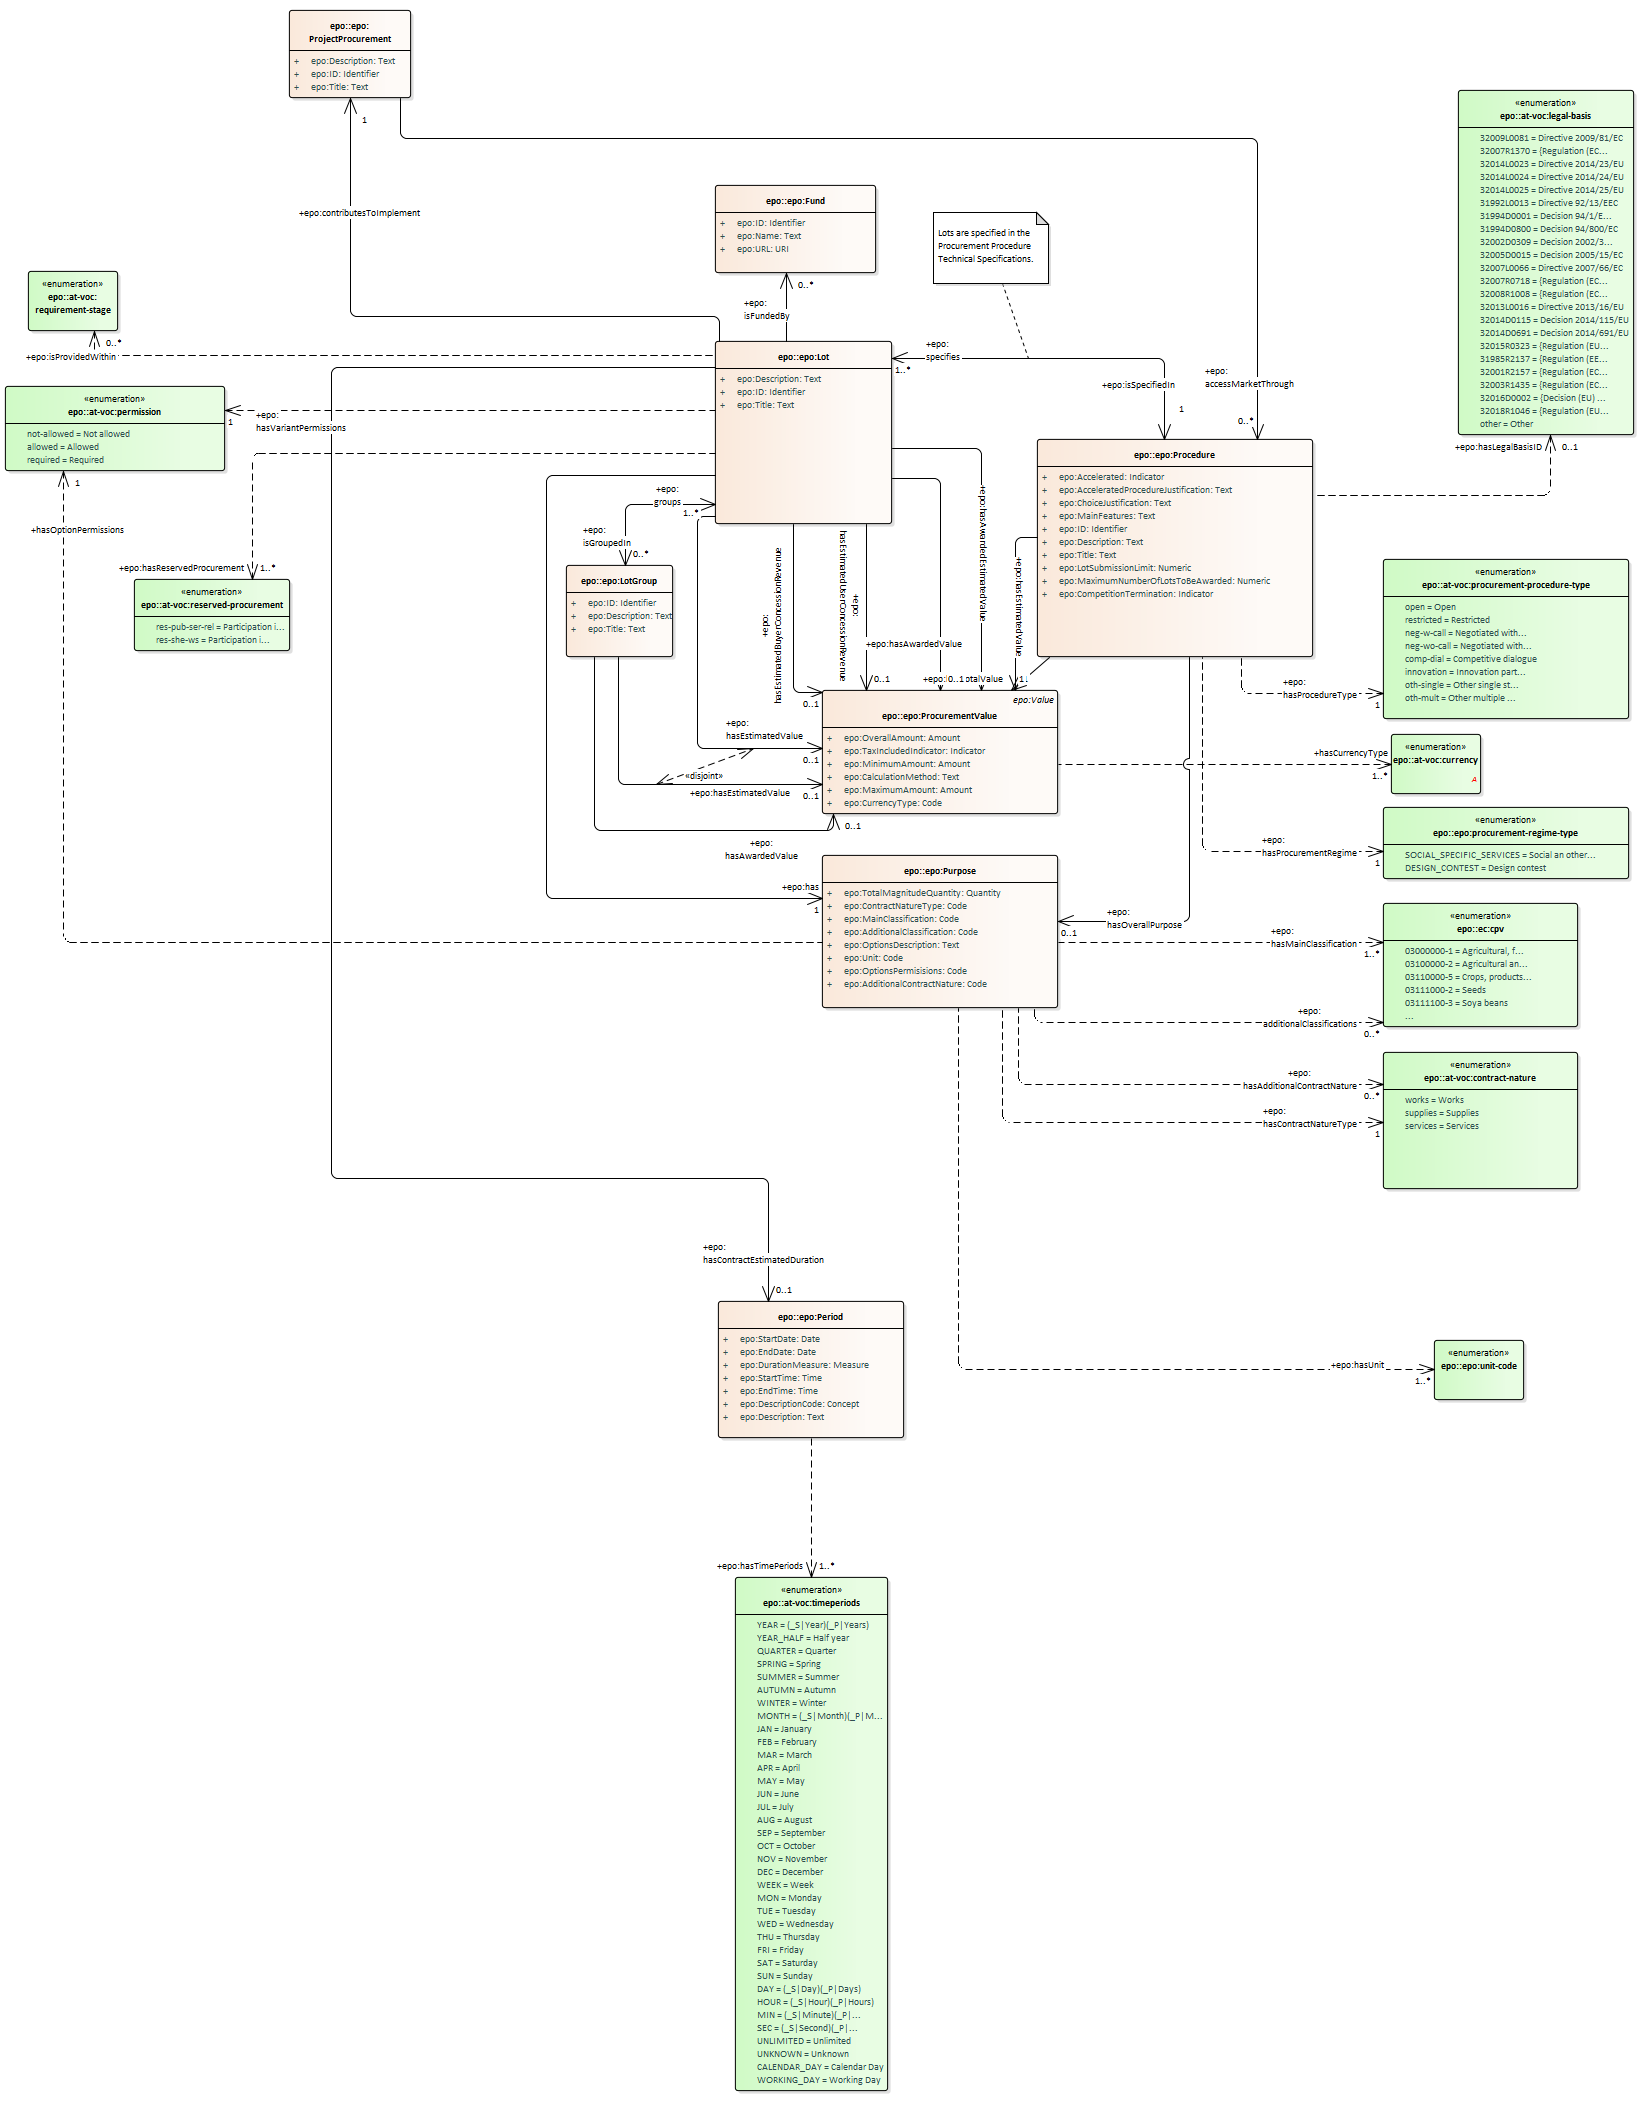 epo::epo:
ProjectProcurement
+ epo:Description: Text
+ epo:ID: Identifier
+ epo:Title: Text
1
+epo:contributesToImplement
epo::epo:Fund
+ epo:ID: Identifier
+ epo:Name: Text
+ epo:URL: URI
0..*
+epo:
isFundedBy
Lots are specified in the
Procurement Procedure
Technical Specifications.
«enumeration»
epo::at-voc:legal-basis
32009L0081 = Directive 2009/81/EC
32007R1370 = {Regulation (EC...
32014L0023 = Directive 2014/23/EU
32014L0024 = Directive 2014/24/EU
32014L0025 = Directive 2014/25/EU
31992L0013 = Directive 92/13/EEC
31994D0001 = Decision 94/1/E...
31994D0800 = Decision 94/800/EC
32002D0309 = Decision 2002/3...
32005D0015 = Decision 2005/15/EC
32007L0066 = Directive 2007/66/EC
32007R0718 = {Regulation (EC...
32008R1008 = {Regulation (EC...
32013L0016 = Directive 2013/16/EU
32014D0115 = Decision 2014/115/EU
32014D0691 = Decision 2014/691/EU
32015R0323 = {Regulation (EU...
31985R2137 = {Regulation (EE...
32001R2157 = {Regulation (EC...
32003R1435 = {Regulation (EC...
32016D0002 = {Decision (EU) ...
32018R1046 = {Regulation (EU...
other = Other
+epo:hasLegalBasisID
0..1
«enumeration»
epo::at-voc:
requirement-stage
0..*
+epo:isProvidedWithin
«enumeration»
epo::at-voc:permission
not-allowed = Not allowed
allowed = Allowed
required = Required
1
+epo:
hasVariantPermissions
1
+hasOptionPermissions
epo::epo:Lot
+ epo:Description: Text
+ epo:ID: Identifier
+ epo:Title: Text
+epo:
specifies
1..*
+epo:isSpecifiedIn
1
+epo:
accessMarketThrough
0..*
epo::epo:Procedure
+ epo:Accelerated: Indicator
+ epo:AcceleratedProcedureJustification: Text
+ epo:ChoiceJustification: Text
+ epo:MainFeatures: Text
+ epo:ID: Identifier
+ epo:Description: Text
+ epo:Title: Text
+ epo:LotSubmissionLimit: Numeric
+ epo:MaximumNumberOfLotsToBeAwarded: Numeric
+ epo:CompetitionTermination: Indicator
+epo:
groups
1..*
+epo:
isGroupedIn
0..*
+epo:hasReservedProcurement
1..*
«enumeration»
epo::at-voc:reserved-procurement
res-pub-ser-rel = Participation i...
res-she-ws = Participation i...
epo::epo:LotGroup
+ epo:ID: Identifier
+ epo:Description: Text
+ epo:Title: Text
+epo:
hasEstimatedBuyerConcessionRevenue
0..1
+epo:
hasEstimatedUserConcessionRevenue
0..1
+epo:hasAwardedValue
+epo:hasAwardedEstimatedValue
+epo:hasEstimatedValue
0..1
otalValue
«enumeration»
epo::at-voc:procurement-procedure-type
open = Open
restricted = Restricted
neg-w-call = Negotiated with...
neg-wo-call = Negotiated with...
comp-dial = Competitive dialogue
innovation = Innovation part...
oth-single = Other single st...
oth-mult = Other multiple ...
+epo:
hasProcedureType
1
epo:Value
epo::epo:ProcurementValue
+ epo:OverallAmount: Amount
+ epo:TaxIncludedIndicator: Indicator
+ epo:MinimumAmount: Amount
+ epo:CalculationMethod: Text
+ epo:MaximumAmount: Amount
+ epo:CurrencyType: Code
+epo:
hasEstimatedValue
0..1
«disjoint»
+epo:hasEstimatedValue
0..1
0..1
+epo:
hasAwardedValue
+hasCurrencyType
1..*
«enumeration»
epo::at-voc:currency
A
«enumeration»
epo::epo:procurement-regime-type
SOCIAL_SPECIFIC_SERVICES = Social an other...
DESIGN_CONTEST = Design contest
+epo:
hasProcurementRegime
1
epo::epo:Purpose
+ epo:TotalMagnitudeQuantity: Quantity
+ epo:ContractNatureType: Code
+ epo:MainClassification: Code
+ epo:AdditionalClassification: Code
+ epo:OptionsDescription: Text
+ epo:Unit: Code
+ epo:OptionsPermisisions: Code
+ epo:AdditionalContractNature: Code
+epo:has
1
+epo:
hasOverallPurpose
0..1
+epo:
hasMainClassification
1..*
«enumeration»
epo::ec:cpv
03000000-1 = Agricultural, f...
03100000-2 = Agricultural an...
03110000-5 = Crops, products...
03111000-2 = Seeds
03111100-3 = Soya beans
...
+epo:
additionalClassifications
0..*
«enumeration»
epo::at-voc:contract-nature
works = Works
supplies = Supplies
services = Services
+epo:
hasAdditionalContractNature
0..*
+epo:
hasContractNatureType
1
+epo:
hasContractEstimatedDuration
0..1
epo::epo:Period
+ epo:StartDate: Date
+ epo:EndDate: Date
+ epo:DurationMeasure: Measure
+ epo:StartTime: Time
+ epo:EndTime: Time
+ epo:DescriptionCode: Concept
+ epo:Description: Text
+epo:hasUnit
1..*
«enumeration»
epo::epo:unit-code
+epo:hasTimePeriods
1..*
«enumeration»
epo::at-voc:timeperiods
YEAR = (_S|Year)(_P|Years)
YEAR_HALF = Half year
QUARTER = Quarter
SPRING = Spring
SUMMER = Summer
AUTUMN = Autumn
WINTER = Winter
MONTH = (_S|Month)(_P|M...
JAN = January
FEB = February
MAR = March
APR = April
MAY = May
JUN = June
JUL = July
AUG = August
SEP = September
OCT = October
NOV = November
DEC = December
WEEK = Week
MON = Monday
TUE = Tuesday
WED = Wednesday
THU = Thursday
FRI = Friday
SAT = Saturday
SUN = Sunday
DAY = (_S|Day)(_P|Days)
HOUR = (_S|Hour)(_P|Hours)
MIN = (_S|Minute)(_P|...
SEC = (_S|Second)(_P|...
UNLIMITED = Unlimited
UNKNOWN = Unknown
CALENDAR_DAY = Calendar Day
WORKING_DAY = Working Day